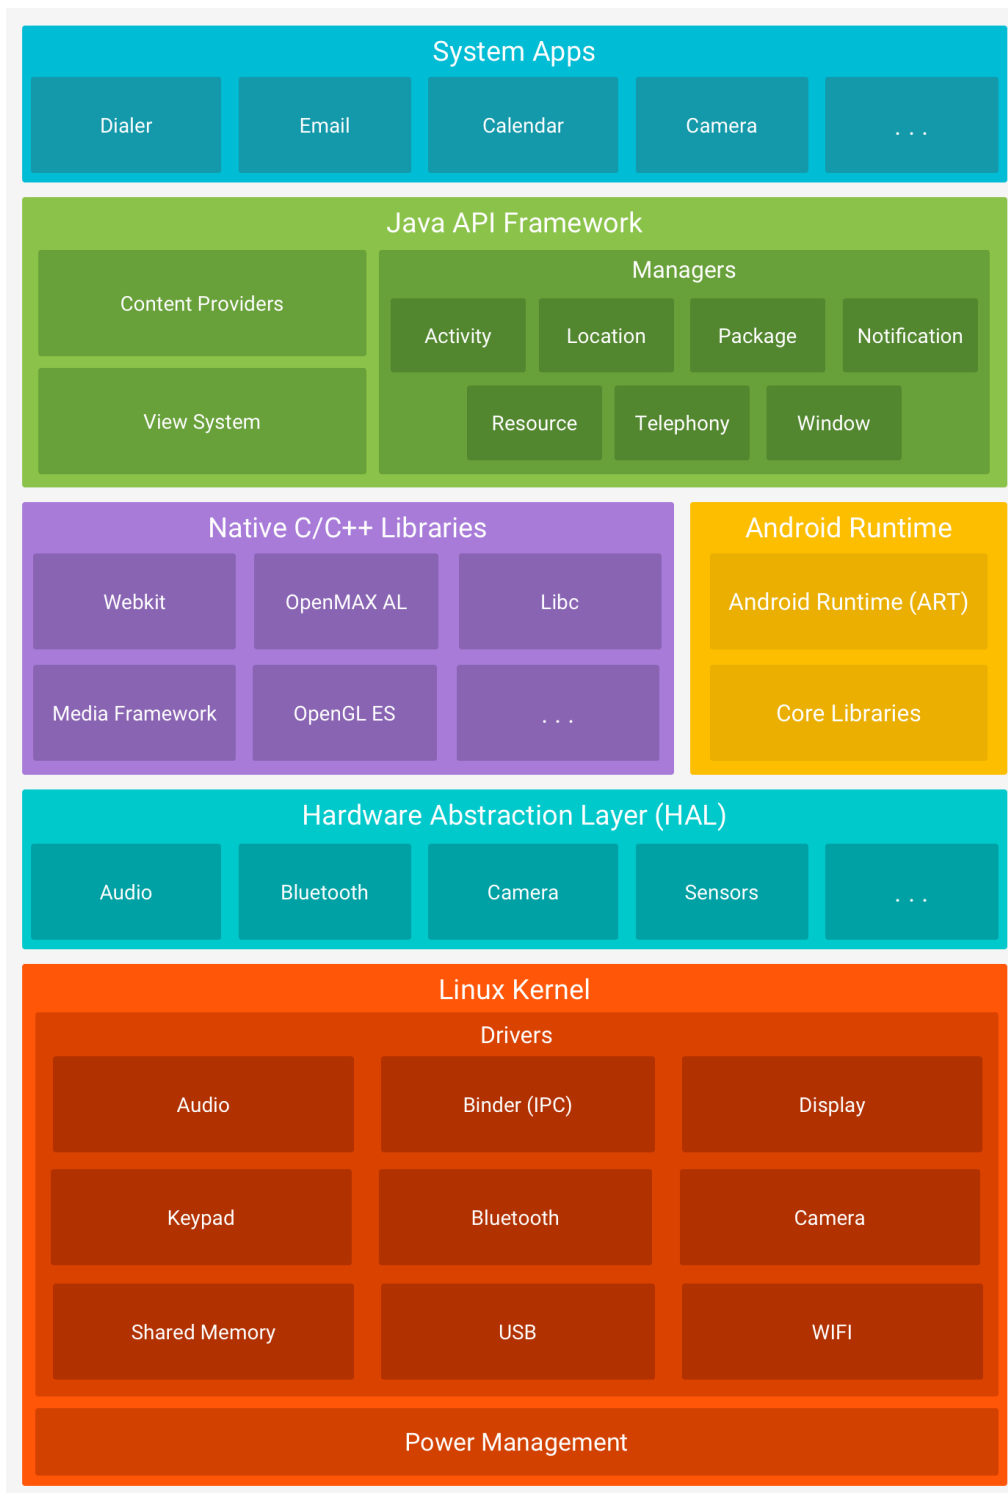 System Apps
Dialer
Email
Calendar
Camera
. . .
Java API Framework
Content Providers
View System
Managers
Activity
Location
Package
Notification
Resource
Telephony
Window
Native C/C++ Libraries
Webkit
OpenMAX AL
Libc
Media Framework
OpenGL ES
. . .
Android Runtime
Android Runtime (ART)
Core Libraries
Hardware Abstraction Layer (HAL)
Audio
Bluetooth
Camera
Sensors
. . .
Linux Kernel
Drivers
Audio
Binder (IPC)
Display
Keypad
Bluetooth
Camera
Shared Memory
USB
WIFI
Power Management